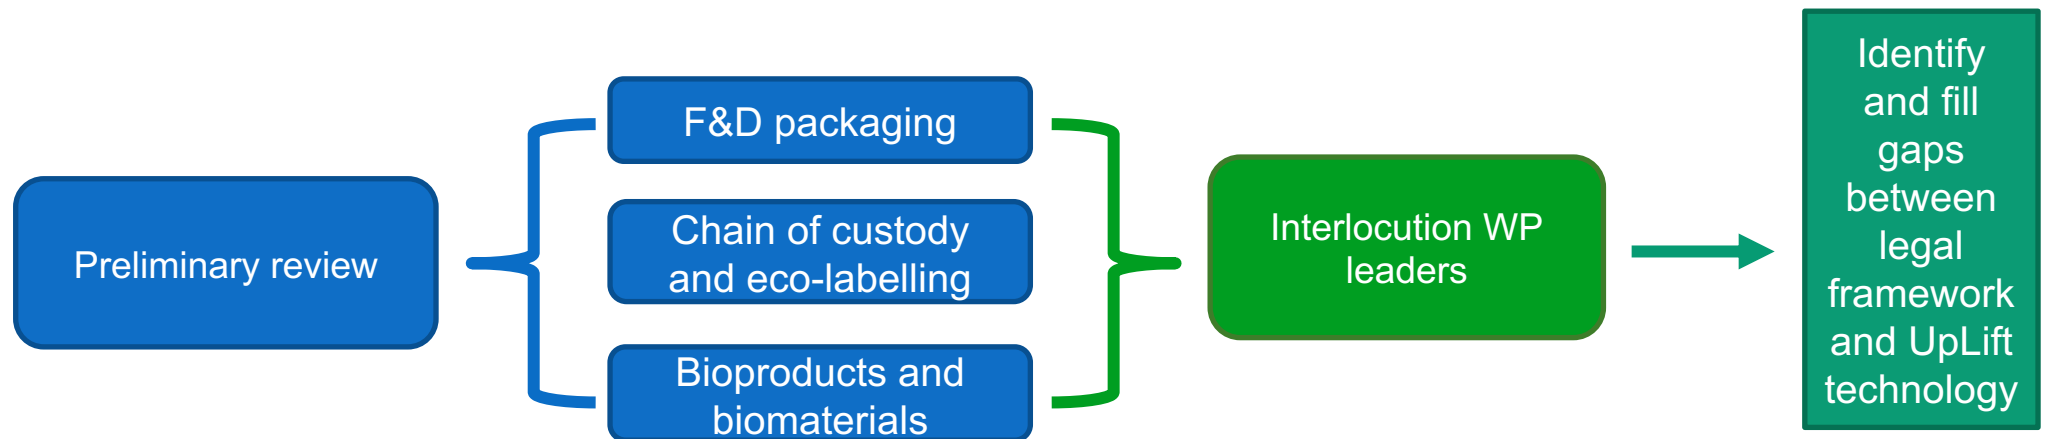 Preliminary review
F&D packaging
Chain of custody
and eco-labelling
Bioproducts and
biomaterials
Interlocution WP
leaders
Identify
and fill
gaps
between
legal
framework
and UpLift
technology